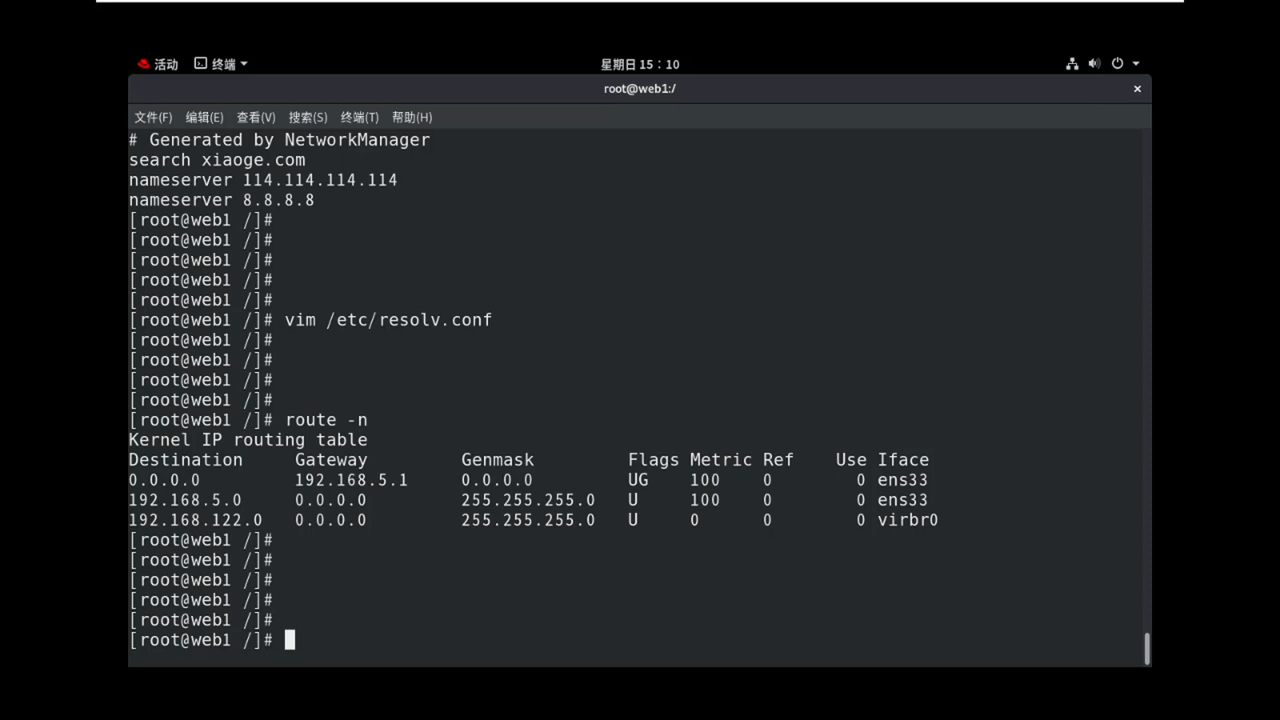 活动 终端 星期日 15：10
root@web1:/ ×
文件(F) 编辑(E) 查看(V) 搜索(S) 终端(T) 帮助(H)
# Generated by NetworkManager
search xiaoge.com
nameserver 114.114.114.114
nameserver 8.8.8.8
[root@web1 /]#
[root@web1 /]#
[root@web1 /]#
[root@web1 /]#
[root@web1 /]#
[root@web1 /]# vim /etc/resolv.conf
[root@web1 /]#
[root@web1 /]#
[root@web1 /]#
[root@web1 /]#
[root@web1 /]# route -n
Kernel IP routing table
Destination     Gateway         Genmask         Flags Metric Ref    Use Iface
0.0.0.0         192.168.5.1     0.0.0.0         UG    100    0        0 ens33
192.168.5.0     0.0.0.0         255.255.255.0   U     100    0        0 ens33
192.168.122.0   0.0.0.0         255.255.255.0   U     0      0        0 virbr0
[root@web1 /]#
[root@web1 /]#
[root@web1 /]#
[root@web1 /]#
[root@web1 /]#
[root@web1 /]#